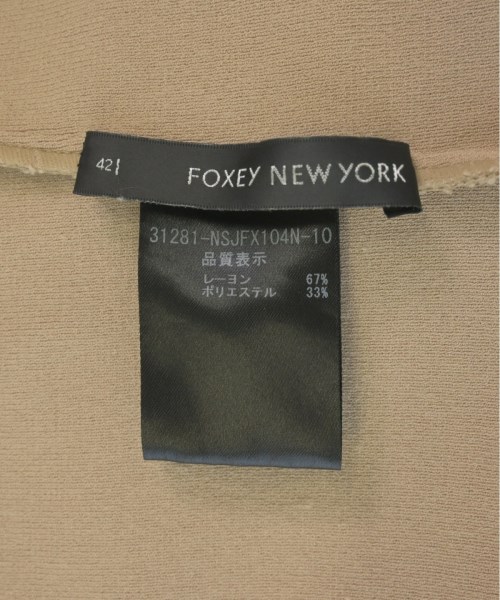 42
FOXEY NEW YORK
31281-NSJFX104N-10
品質表示
レーヨン 67%
ポリエステル 33%